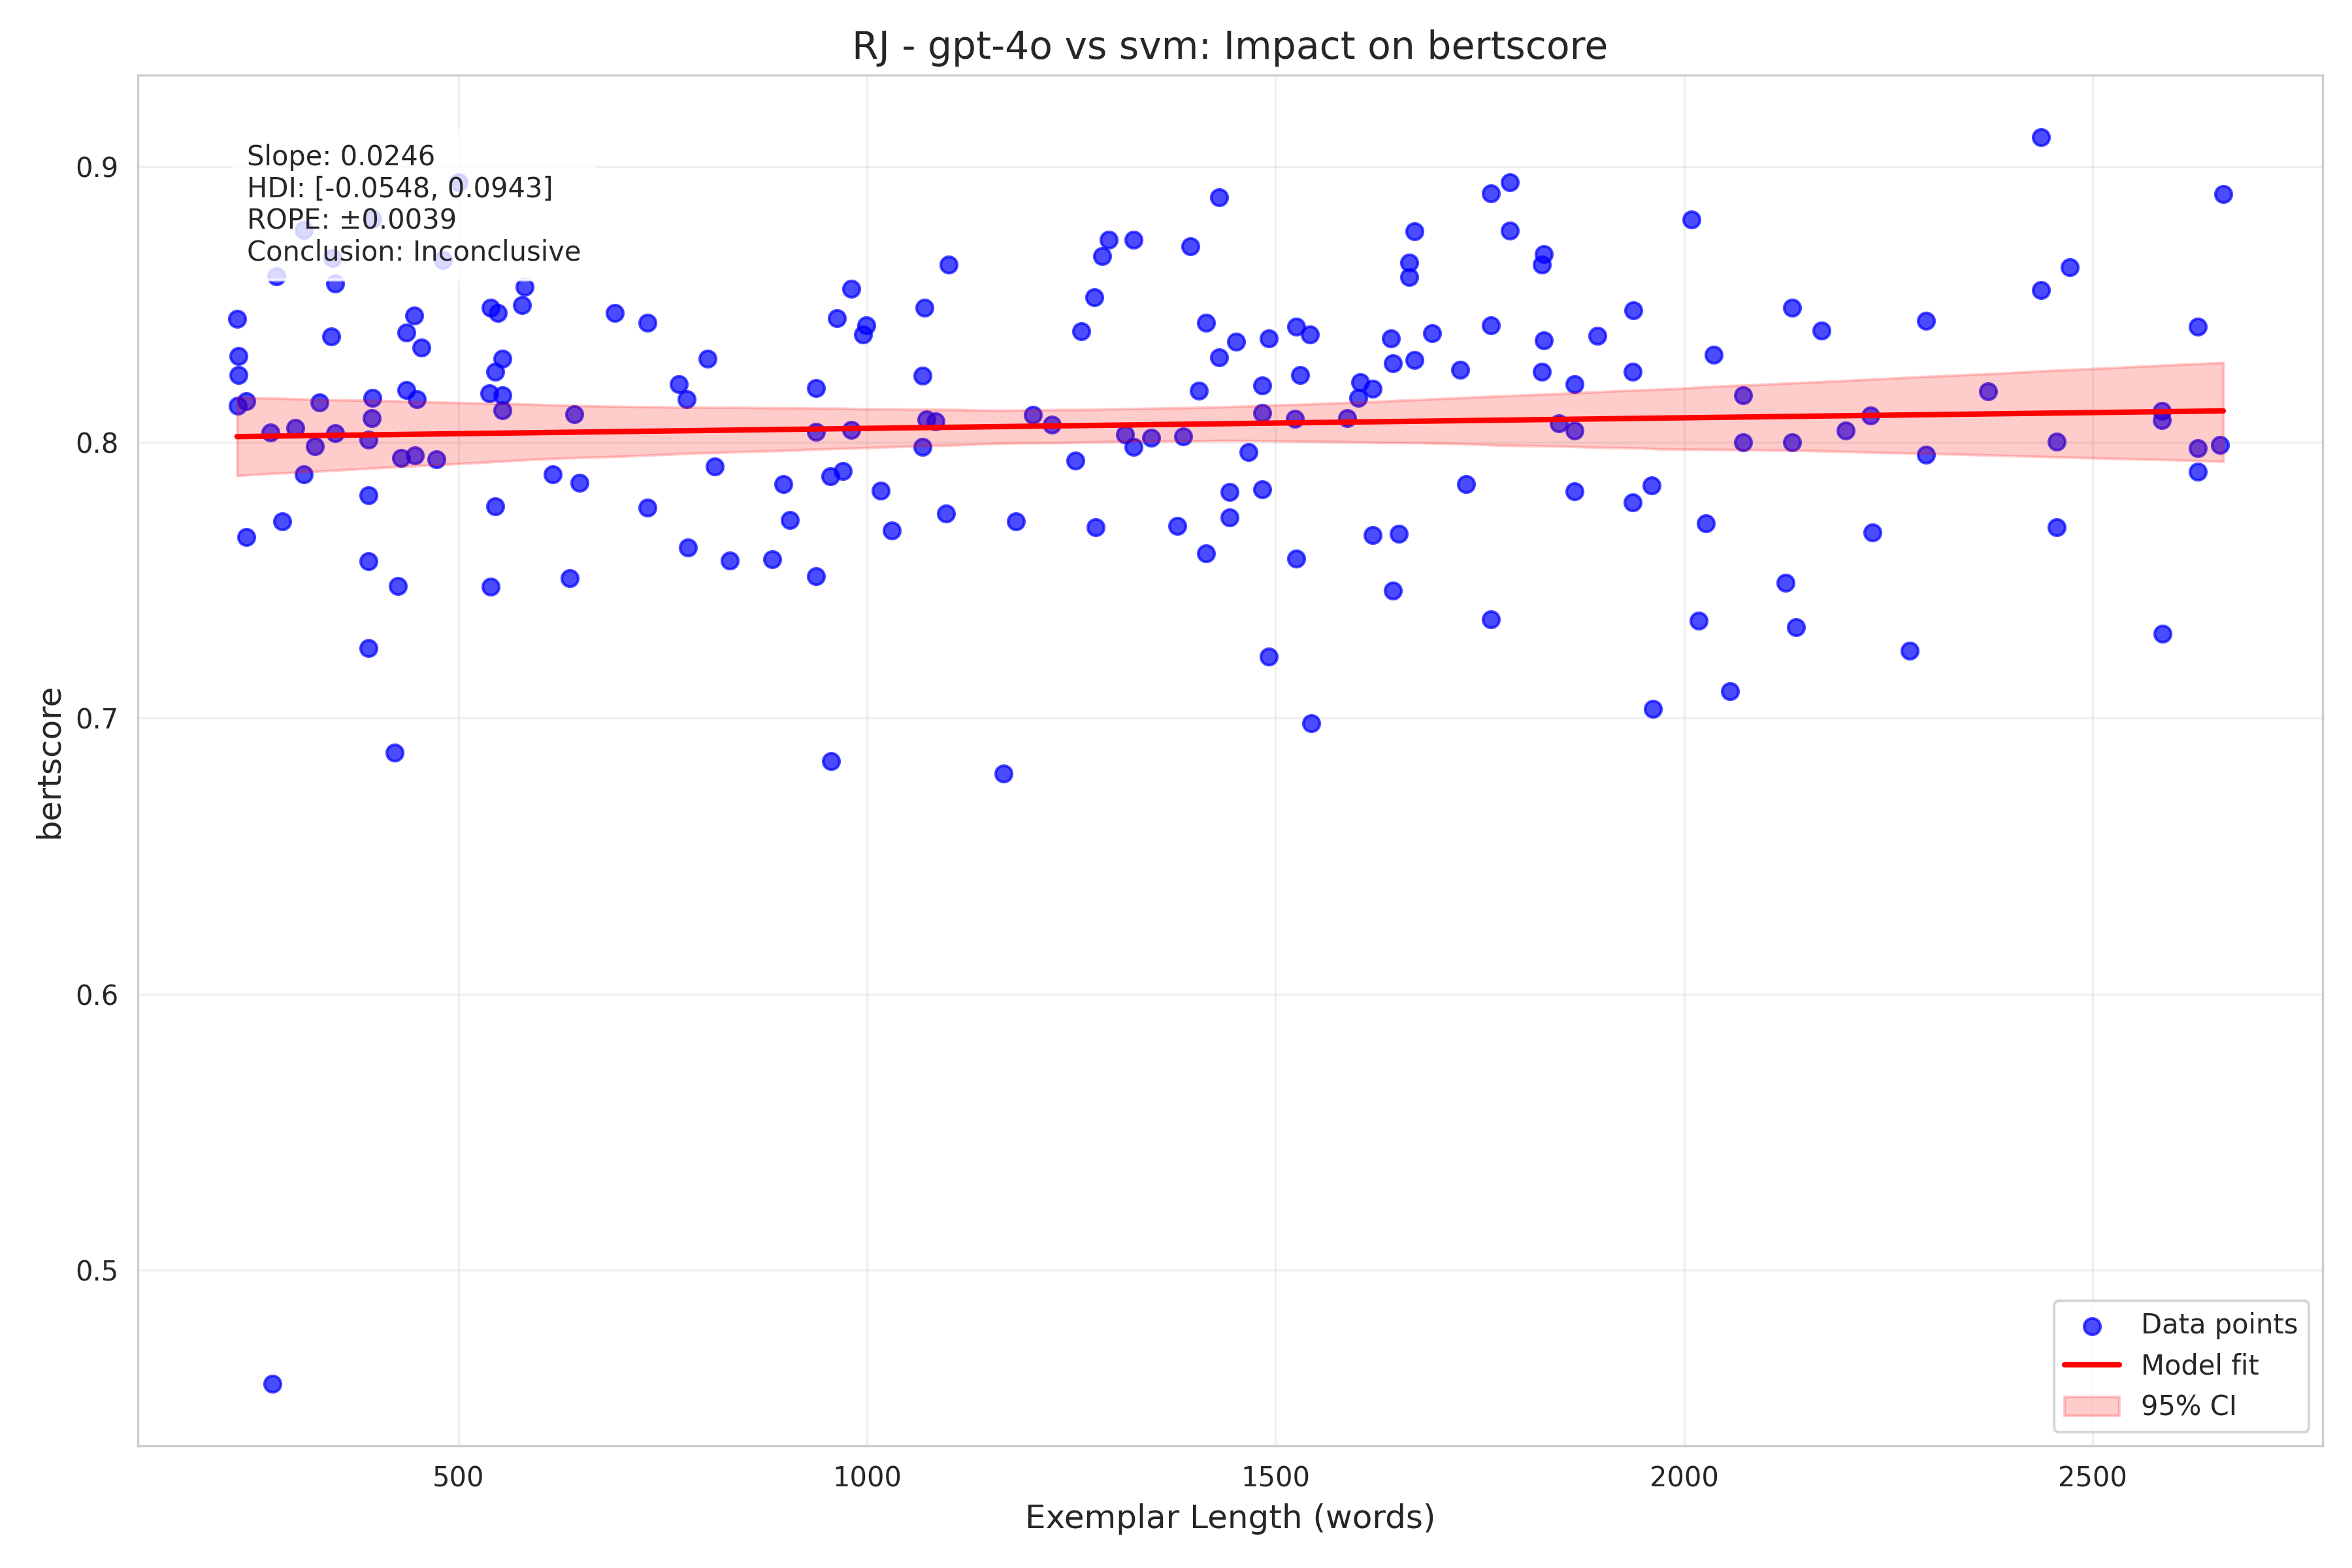 RJ - gpt-4o vs svm: Impact on bertscore
Slope: 0.0246
HDI: [-0.0548, 0.0943]
ROPE: ±0.0039
Conclusion: Inconclusive
bertscore
0.9
0.8
0.7
0.6
0.5
500
1000
1500
2000
2500
Exemplar Length (words)
Data points
Model fit
95% CI